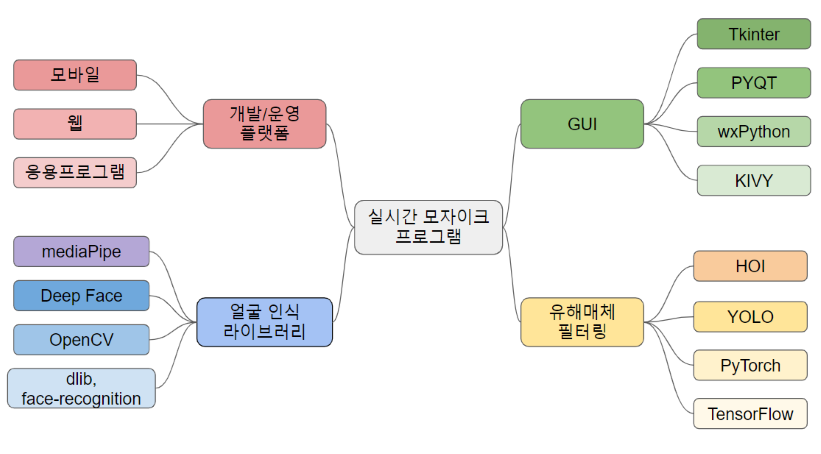 모바일
웹
응용프로그램
개발/운영
플랫폼
mediaPipe
Deep Face
OpenCV
dlib,
face-recognition
얼굴 인식
라이브러리
실시간 모자이크
프로그램
GUI
Tkinter
PYQT
wxPython
KIVY
유해매체
필터링
HOI
YOLO
PyTorch
TensorFlow